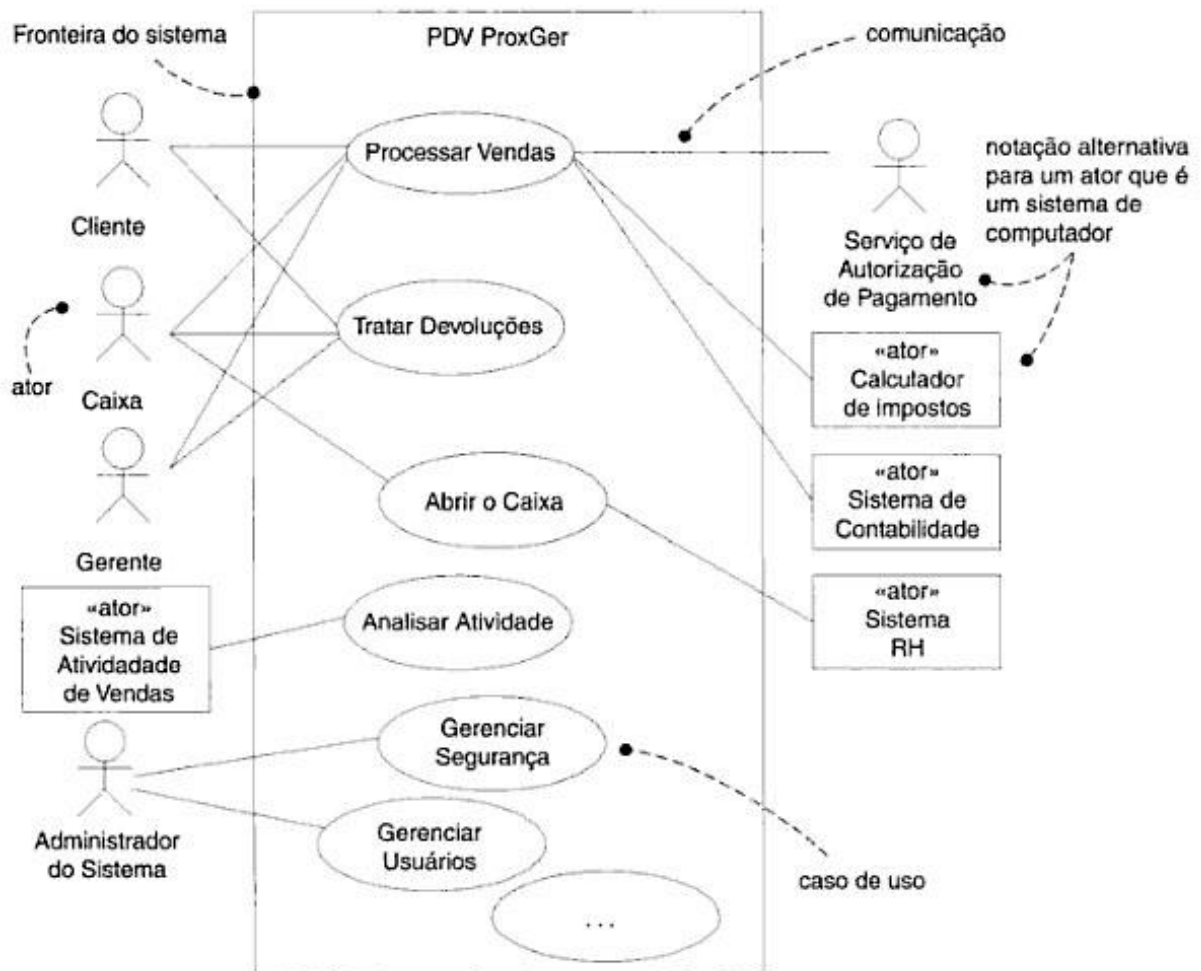 Fronteira do sistema
PDV ProxGer
comunicação
Cliente
Processar Vendas
Serviço de
Autorização
de Pagamento
notação alternativa
para um ator que é
um sistema de
computador
ator
Caixa
Tratar Devoluções
«ator»
Calculador
de impostos
Gerente
Abrir o Caixa
«ator»
Sistema de
Contabilidade
«ator»
Sistema de
Atividadade
de Vendas
Analisar Atividade
«ator»
Sistema
RH
Administrador
do Sistema
Gerenciar
Segurança
Gerenciar
Usuários
caso de uso
...